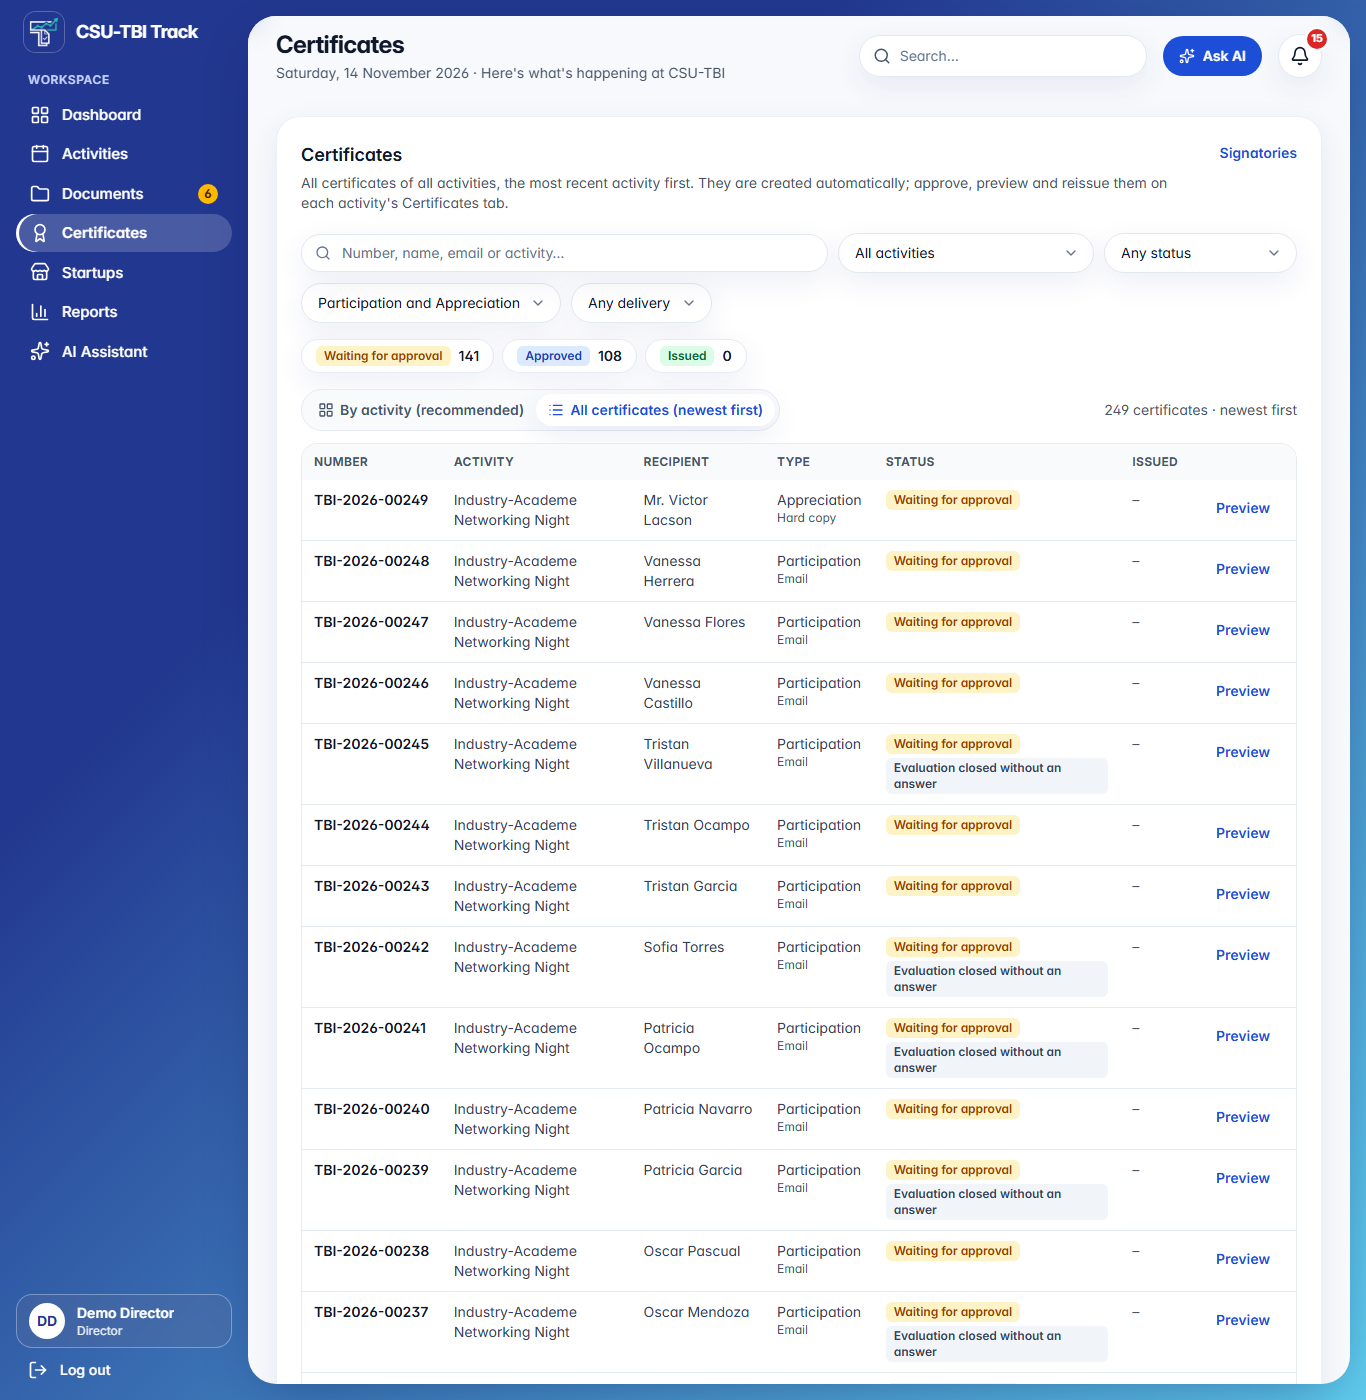 CSU-TBI Track
WORKSPACE
Dashboard
Activities
Documents 6
Certificates
Startups
Reports
AI Assistant
DD Demo Director
Director
Log out
Certificates
Saturday, 14 November 2026 · Here's what's happening at CSU-TBI
Search...
Ask AI
15
Certificates
Signatories
All certificates of all activities, the most recent activity first. They are created automatically; approve, preview and reissue them on
each activity's Certificates tab.
Number, name, email or activity...
All activities
Any status
Participation and Appreciation
Any delivery
Waiting for approval 141
Approved 108
Issued 0
By activity (recommended)
All certificates (newest first)
249 certificates · newest first
NUMBER ACTIVITY RECIPIENT TYPE STATUS ISSUED
TBI-2026-00249 Industry-Academe Mr. Victor Appreciation Waiting for approval – Preview
Networking Night Lacson Hard copy
TBI-2026-00248 Industry-Academe Vanessa Participation Waiting for approval – Preview
Networking Night Herrera Email
TBI-2026-00247 Industry-Academe Vanessa Flores Participation Waiting for approval – Preview
Networking Night Email
TBI-2026-00246 Industry-Academe Vanessa Participation Waiting for approval – Preview
Networking Night Castillo Email
TBI-2026-00245 Industry-Academe Tristan Participation Waiting for approval – Preview
Networking Night Villanueva Email Evaluation closed without an
answer
TBI-2026-00244 Industry-Academe Tristan Ocampo Participation Waiting for approval – Preview
Networking Night Email
TBI-2026-00243 Industry-Academe Tristan Garcia Participation Waiting for approval – Preview
Networking Night Email
TBI-2026-00242 Industry-Academe Sofia Torres Participation Waiting for approval – Preview
Networking Night Email Evaluation closed without an
answer
TBI-2026-00241 Industry-Academe Patricia Participation Waiting for approval – Preview
Networking Night Ocampo Email Evaluation closed without an
answer
TBI-2026-00240 Industry-Academe Patricia Navarro Participation Waiting for approval – Preview
Networking Night Email
TBI-2026-00239 Industry-Academe Patricia Garcia Participation Waiting for approval – Preview
Networking Night Email Evaluation closed without an
answer
TBI-2026-00238 Industry-Academe Oscar Pascual Participation Waiting for approval – Preview
Networking Night Email
TBI-2026-00237 Industry-Academe Oscar Mendoza Participation Waiting for approval – Preview
Networking Night Email Evaluation closed without an
answer